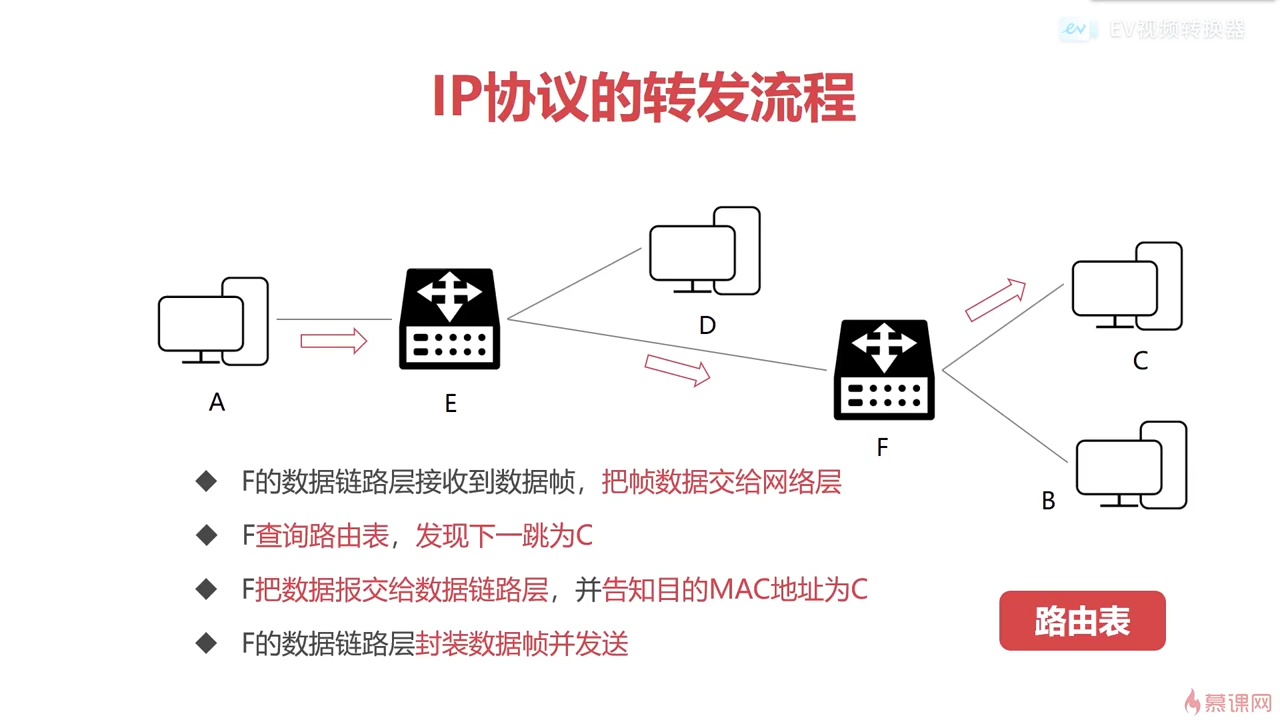 EV视频转换器
IP协议的转发流程
A
E
D
F
C
B
F的数据链路层接收到数据帧，把帧数据交给网络层
F查询路由表，发现下一跳为C
F把数据报交给数据链路层，并告知目的MAC地址为C
F的数据链路层封装数据帧并发送
路由表
慕课网